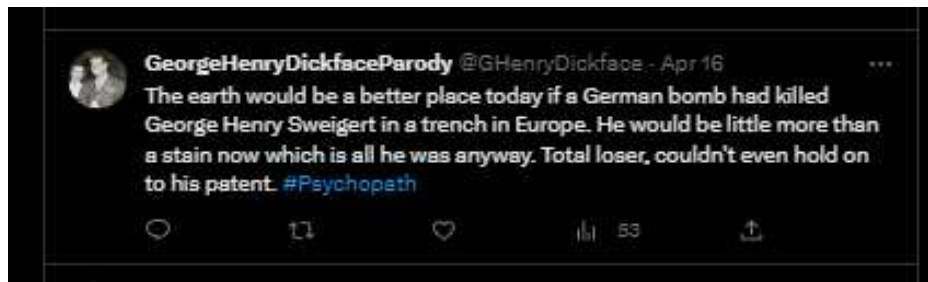 GeorgeHenryDickfaceParody @GHenryDickface - Apr 16
The earth would be a better place today if a German bomb had killed
George Henry Sweigert in a trench in Europe. He would be little more than
a stain now which is all he was anyway. Total loser, couldn't even hold on
to his patent. #Psychopath
53